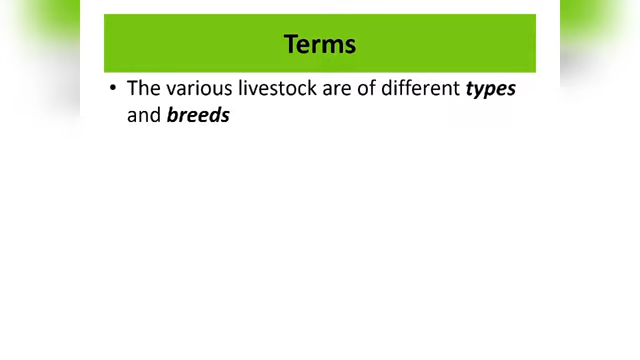 Terms
• The various livestock are of different types
and breeds